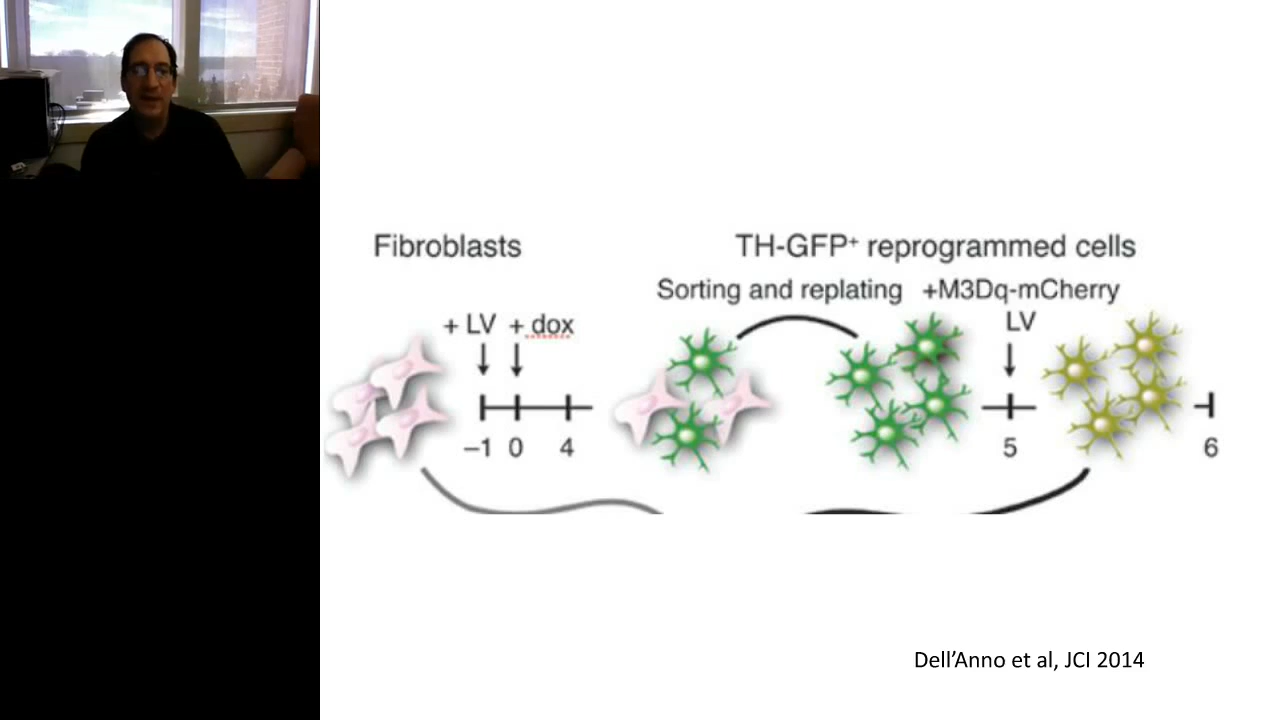 Fibroblasts
TH-GFP⁺ reprogrammed cells
Sorting and replating +M3Dq-mCherry
+ LV + dox
LV
−1 0 4
5
6
Dell’Anno et al, JCI 2014